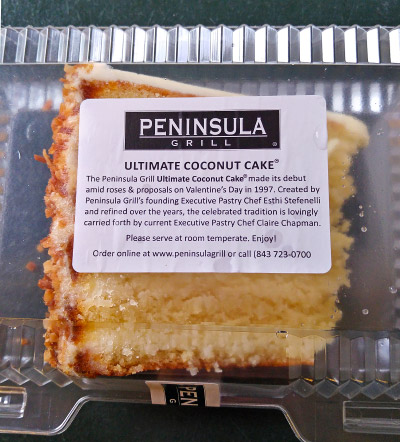 PENINSULA
GRILL ®
ULTIMATE COCONUT CAKE®
The Peninsula Grill Ultimate Coconut Cake® made its debut
amid roses & proposals on Valentine's Day in 1997. Created by
Peninsula Grill's founding Executive Pastry Chef Esthi Stefenelli
and refined over the years, the celebrated tradition is lovingly
carried forth by current Executive Pastry Chef Claire Chapman.
Please serve at room temperate. Enjoy!
Order online at www.peninsulagrill or call (843 723-0700
PENINSULA